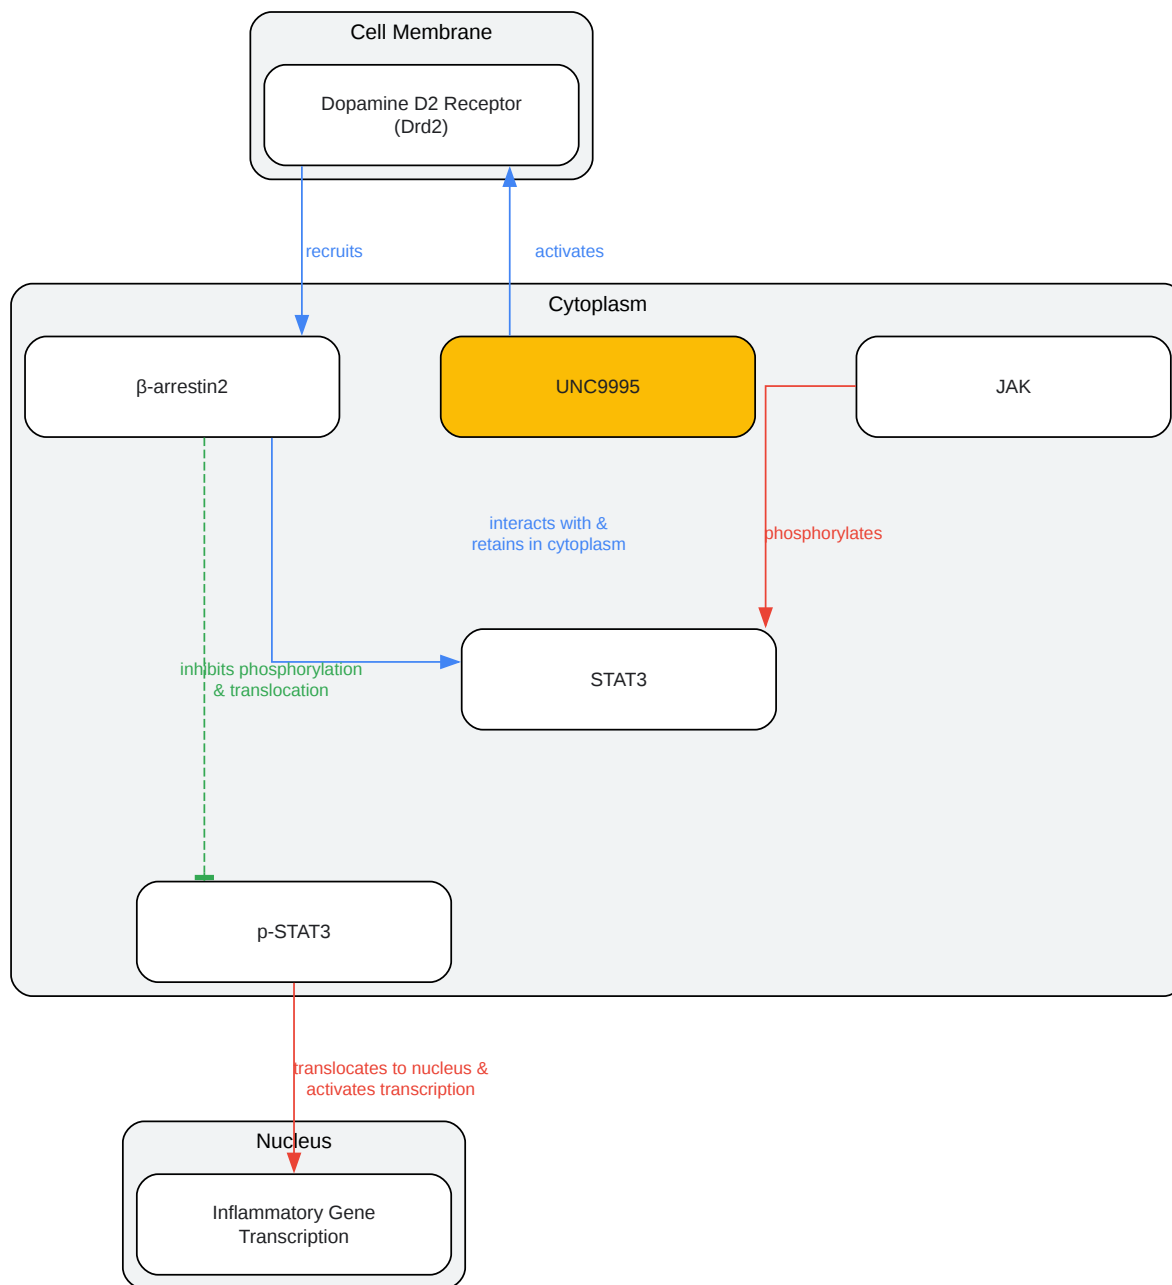 Cell Membrane
Dopamine D2 Receptor
(Drd2)
recruits
activates
Cytoplasm
β-arrestin2
UNC9995
JAK
interacts with &
retains in cytoplasm
phosphorylates
inhibits phosphorylation
& translocation
STAT3
p-STAT3
translocates to nucleus &
activates transcription
Nucleus
Inflammatory Gene
Transcription